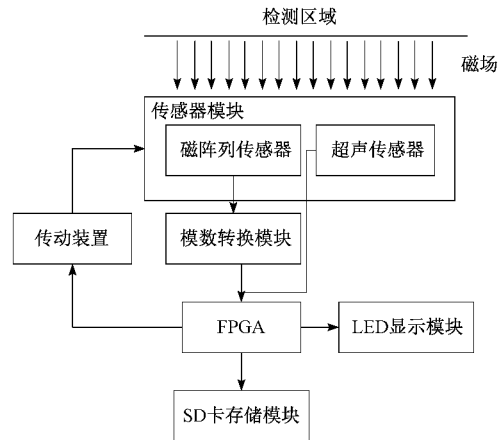 检测区域
磁场
传感器模块
磁阵列传感器
超声传感器
传动装置
模数转换模块
FPGA
LED显示模块
SD卡存储模块